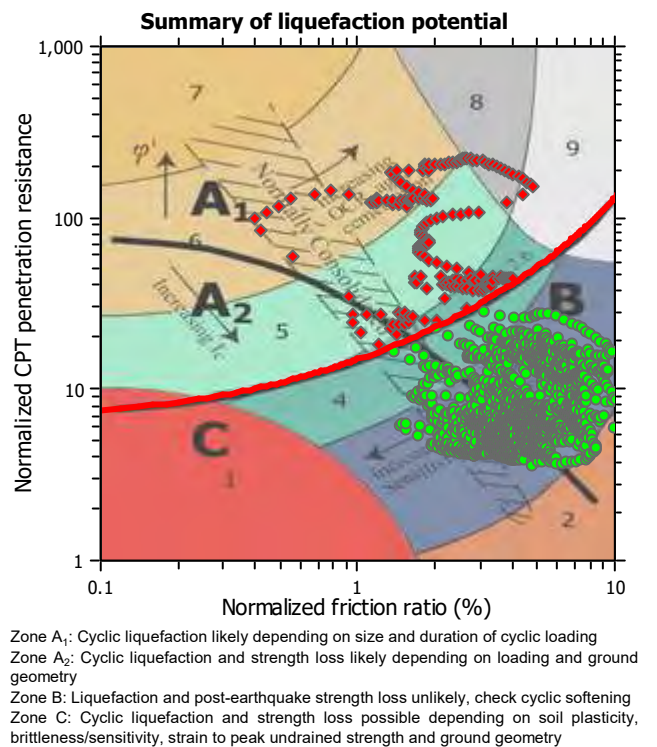 Summary of liquefaction potential
1,000
100
10
1
Normalized CPT penetration resistance
7
8
9
φ'
A1
Normally Consolidated
Increasing
OCR
6
A2
Increasing Ic
5
B
4
C
1
2
0.1
1
10
Normalized friction ratio (%)
Zone A1: Cyclic liquefaction likely depending on size and duration of cyclic loading
Zone A2: Cyclic liquefaction and strength loss likely depending on loading and ground
geometry
Zone B: Liquefaction and post-earthquake strength loss unlikely, check cyclic softening
Zone C: Cyclic liquefaction and strength loss possible depending on soil plasticity,
brittleness/sensitivity, strain to peak undrained strength and ground geometry